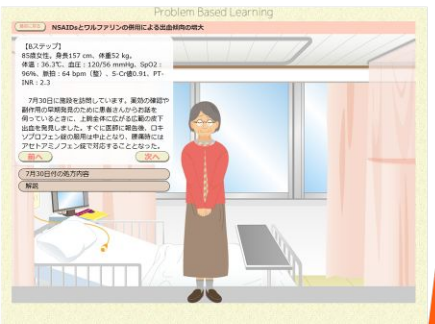 Problem Based Learning
最初に戻る
NSAIDsとワルファリンの併用による出血傾向の増大
【Bステップ】
85歳女性。身長157 cm、体重52 kg。
体温：36.3℃、血圧：120/56 mmHg、SpO2：
96%、脈拍：64 bpm（整）、S-Cr値0.91、PT-
INR：2.3
7月30日に施設を訪問しています。薬効の確認や
副作用の早期発見のために患者さんからお話を
伺っているときに、上腕全体に広がる広範の皮下
出血を発見しました。すぐに医師に報告後、ロキ
ソプロフェン錠の服用は中止となり、腰痛時には
アセトアミノフェン錠で対応することとなった。
前へ
次へ
7月30日付の処方内容
解説